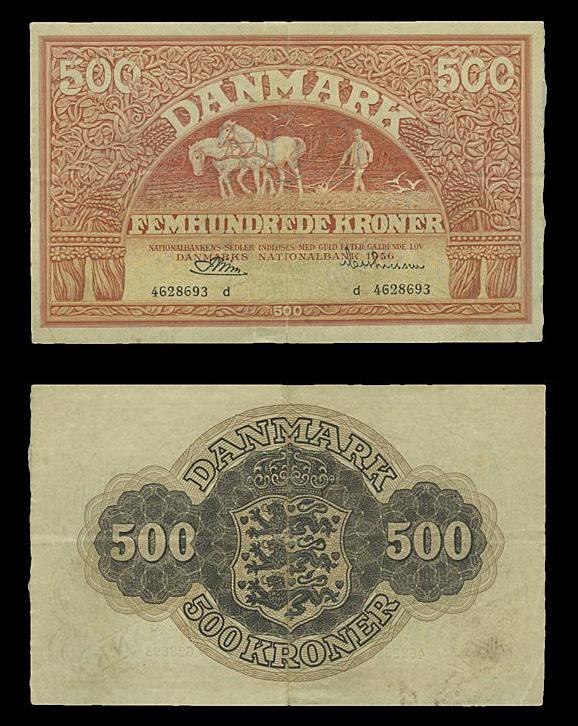 500 500
DANMARK
FEMHUNDREDE KRONER
NATIONALBANKENS SEDLER INDLØSES MED GULD EFTER GÆLDENDE LOV
DANMARKS NATIONALBANK 1956
4628693 d d 4628693
500
DANMARK
500 500
500 KRONER